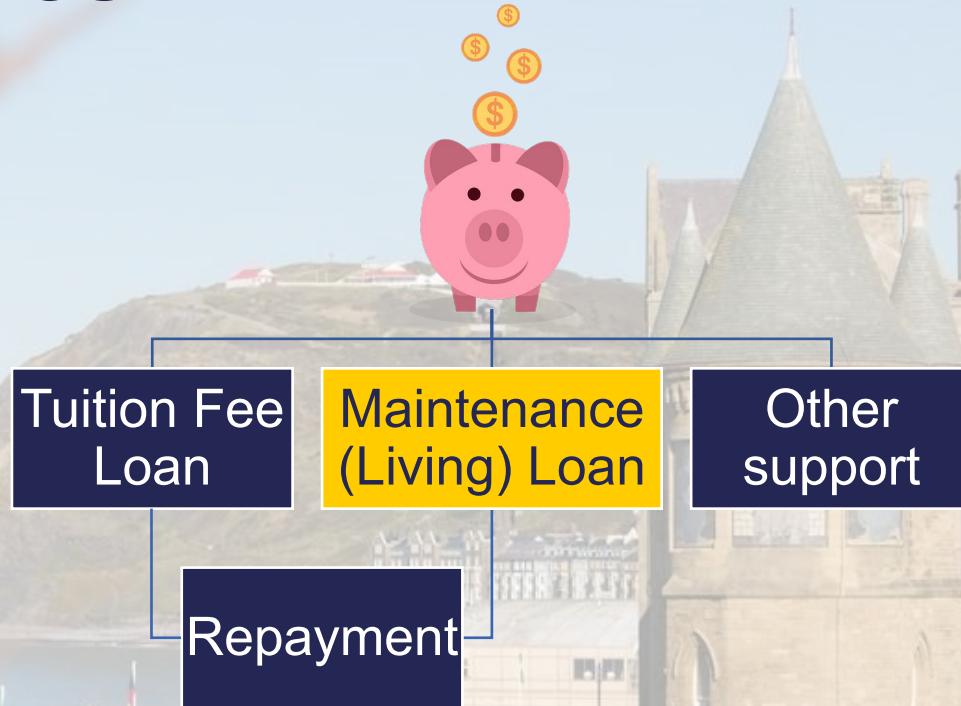 $
$
$
$
Tuition Fee
Loan
Maintenance
(Living) Loan
Other
support
Repayment